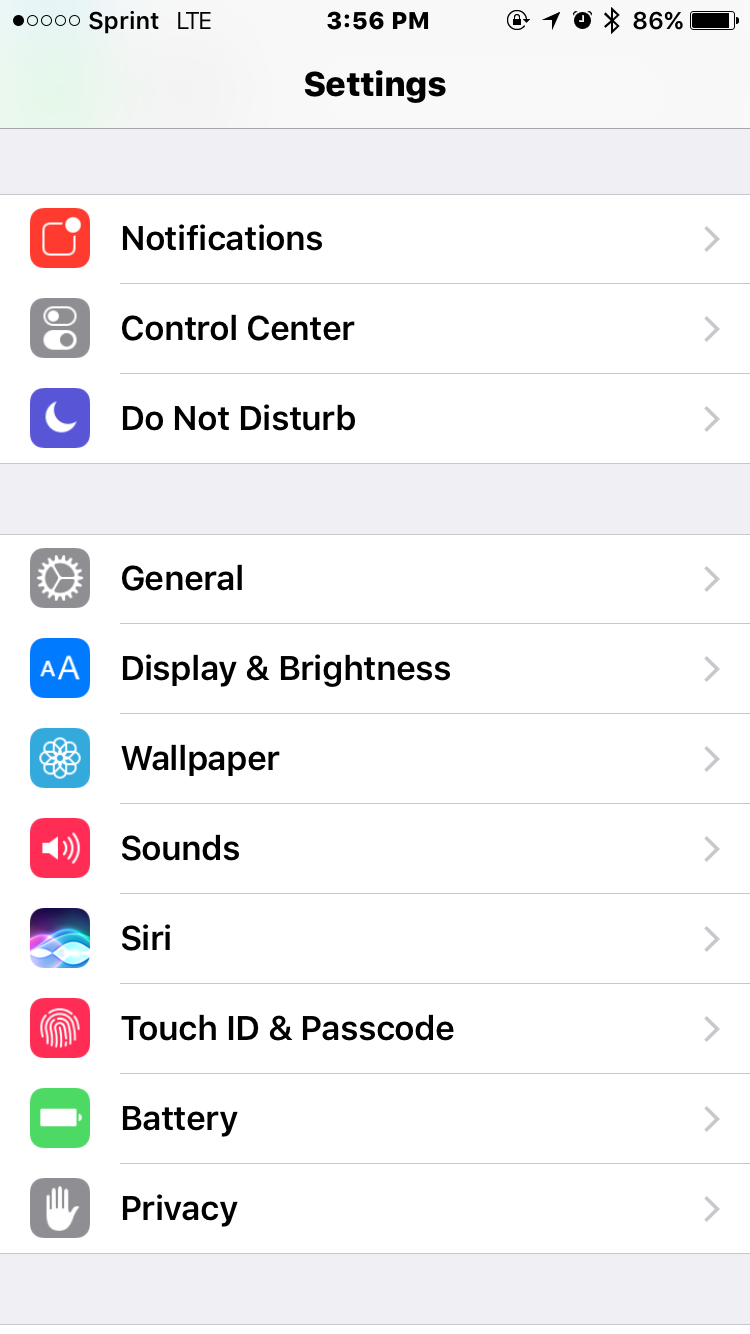 Sprint LTE 3:56 PM 86%
Settings
Notifications
Control Center
Do Not Disturb
General
AA Display & Brightness
Wallpaper
Sounds
Siri
Touch ID & Passcode
Battery
Privacy